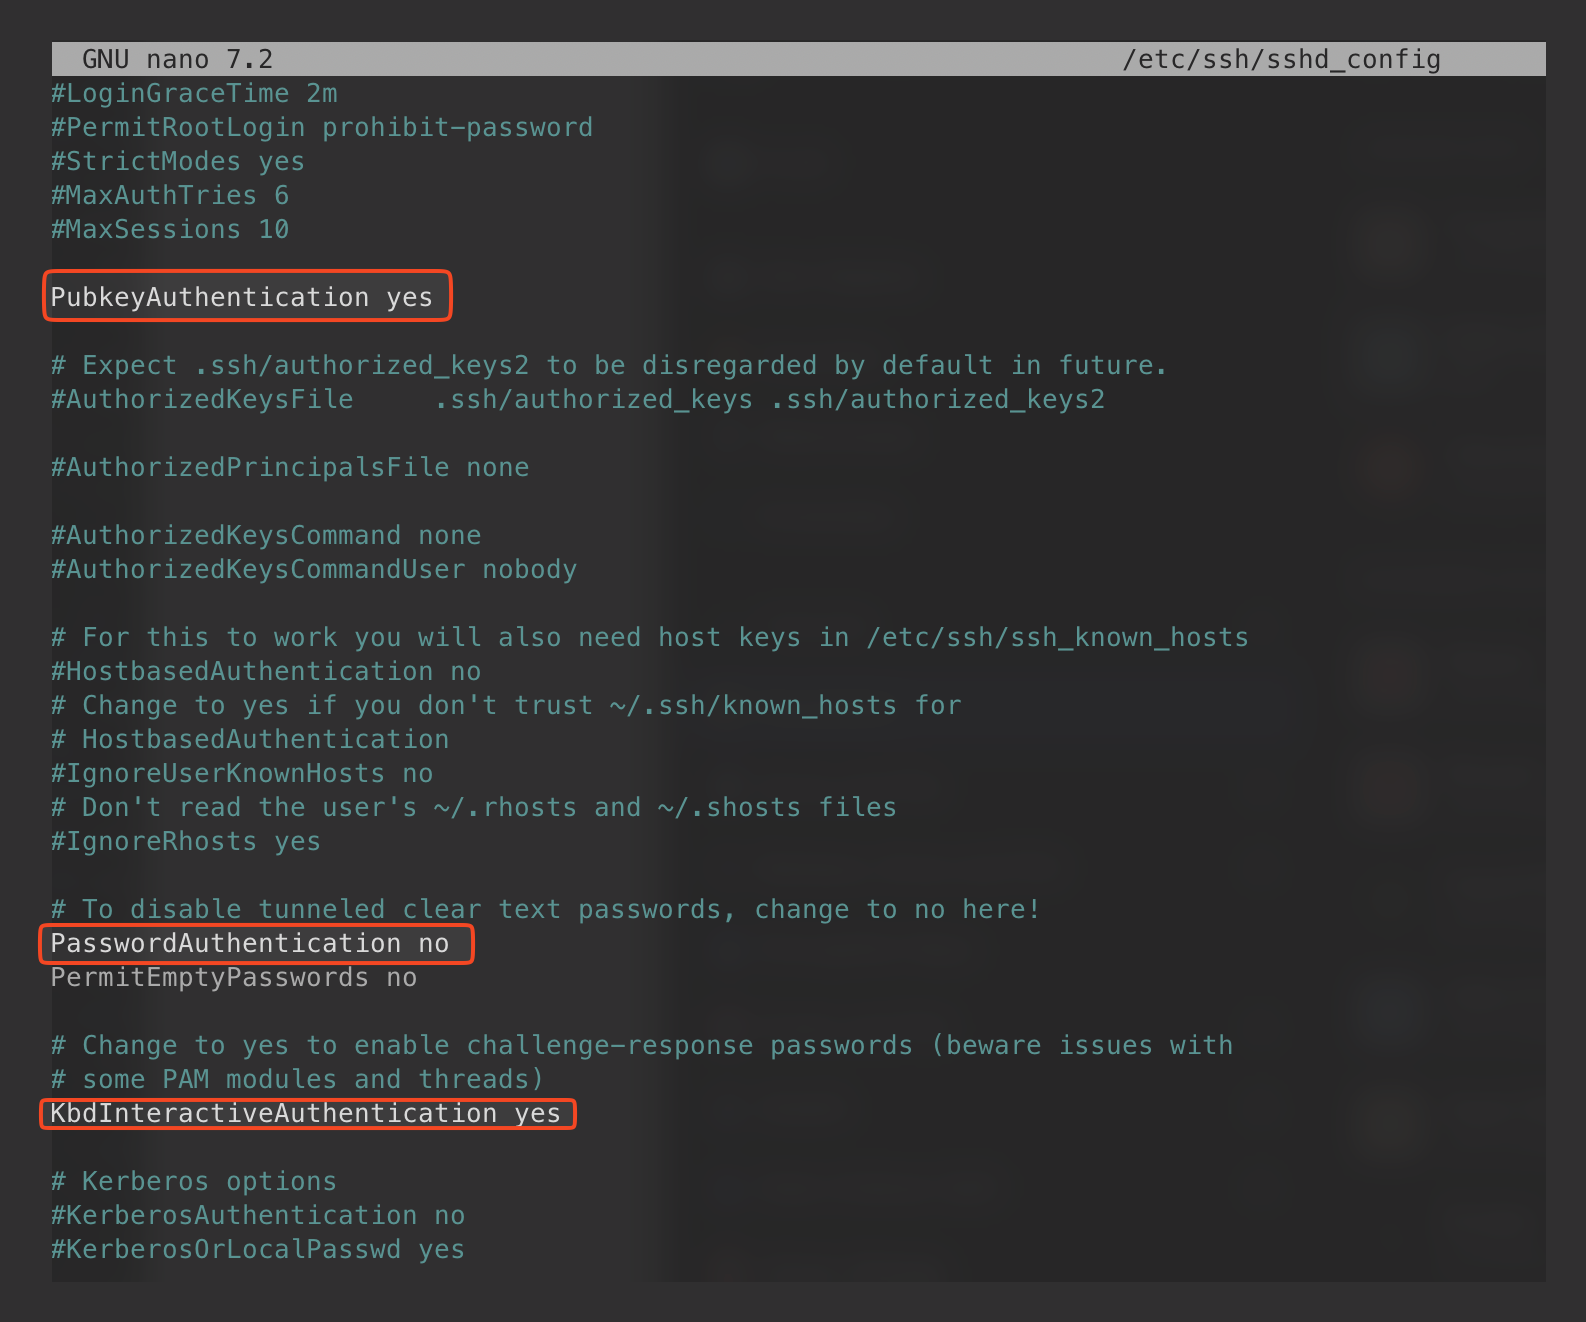 GNU nano 7.2 /etc/ssh/sshd_config
#LoginGraceTime 2m
#PermitRootLogin prohibit-password
#StrictModes yes
#MaxAuthTries 6
#MaxSessions 10
PubkeyAuthentication yes
# Expect .ssh/authorized_keys2 to be disregarded by default in future.
#AuthorizedKeysFile .ssh/authorized_keys .ssh/authorized_keys2
#AuthorizedPrincipalsFile none
#AuthorizedKeysCommand none
#AuthorizedKeysCommandUser nobody
# For this to work you will also need host keys in /etc/ssh/ssh_known_hosts
#HostbasedAuthentication no
# Change to yes if you don't trust ~/.ssh/known_hosts for
# HostbasedAuthentication
#IgnoreUserKnownHosts no
# Don't read the user's ~/.rhosts and ~/.shosts files
#IgnoreRhosts yes
# To disable tunneled clear text passwords, change to no here!
PasswordAuthentication no
PermitEmptyPasswords no
# Change to yes to enable challenge-response passwords (beware issues with
# some PAM modules and threads)
KbdInteractiveAuthentication yes
# Kerberos options
#KerberosAuthentication no
#KerberosOrLocalPasswd yes